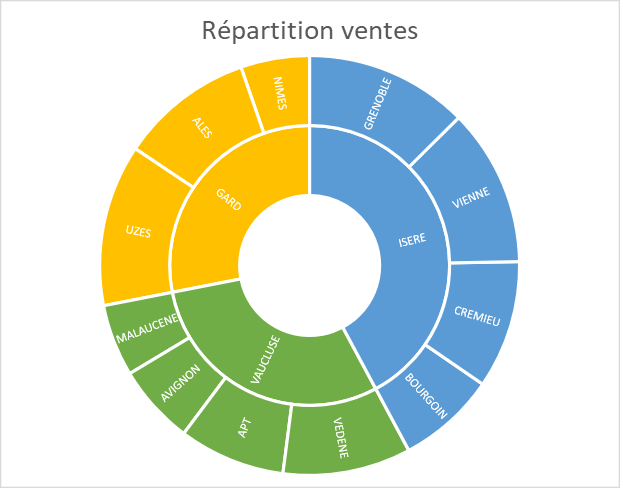 Répartition ventes
GRENOBLE
VIENNE
CREMIEU
BOURGOIN
VEDENE
APT
AVIGNON
MALAUCENE
UZES
ALES
NIMES
ISERE
VAUCLUSE
GARD